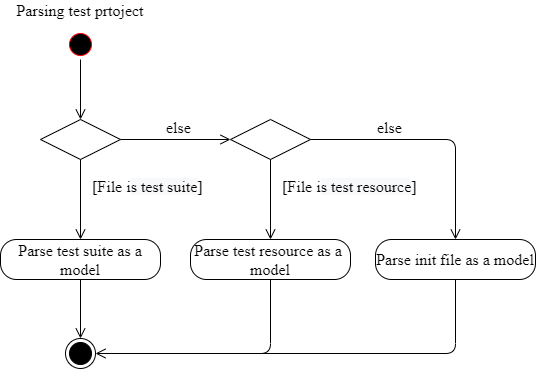 Parsing test prtoject
else
else
[File is test suite]
[File is test resource]
Parse test suite as a
model
Parse test resource as a
model
Parse init file as a model